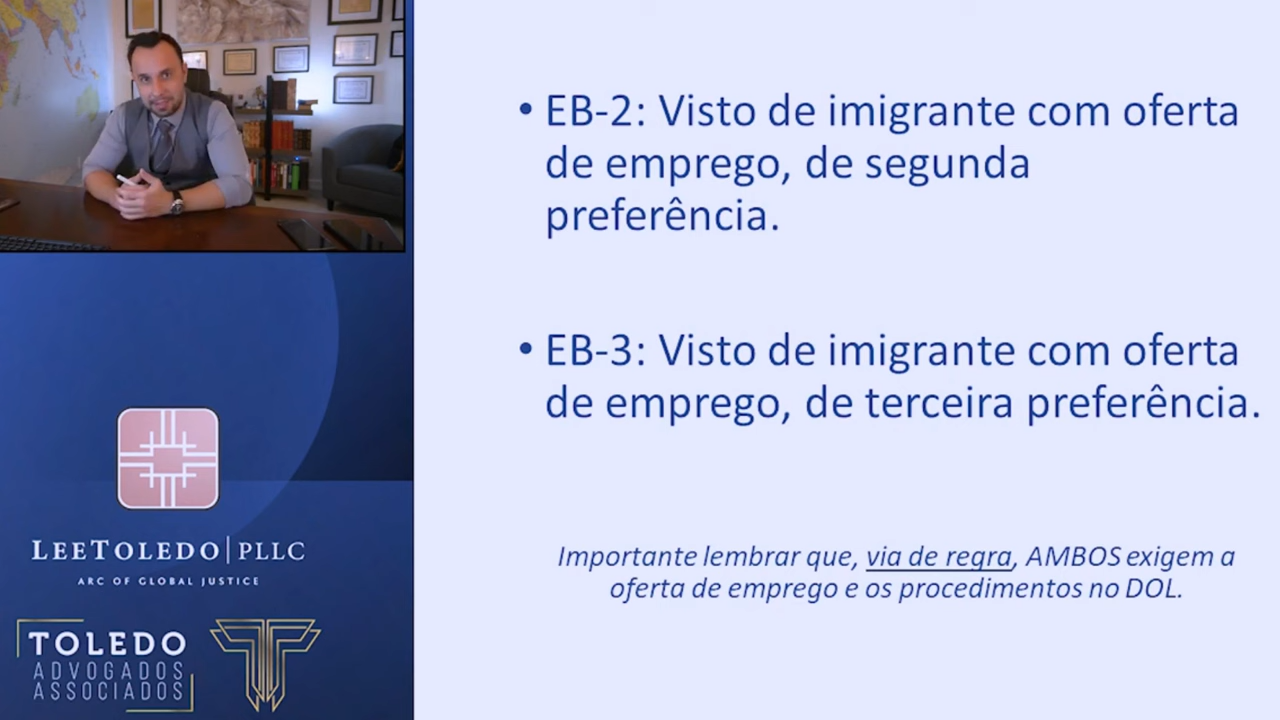 • EB-2: Visto de imigrante com oferta
de emprego, de segunda
preferência.
• EB-3: Visto de imigrante com oferta
de emprego, de terceira preferência.
Importante lembrar que, via de regra, AMBOS exigem a
oferta de emprego e os procedimentos no DOL.
LEETOLEDO|PLLC
ARC OF GLOBAL JUSTICE
TOLEDO
ADVOGADOS
ASSOCIADOS